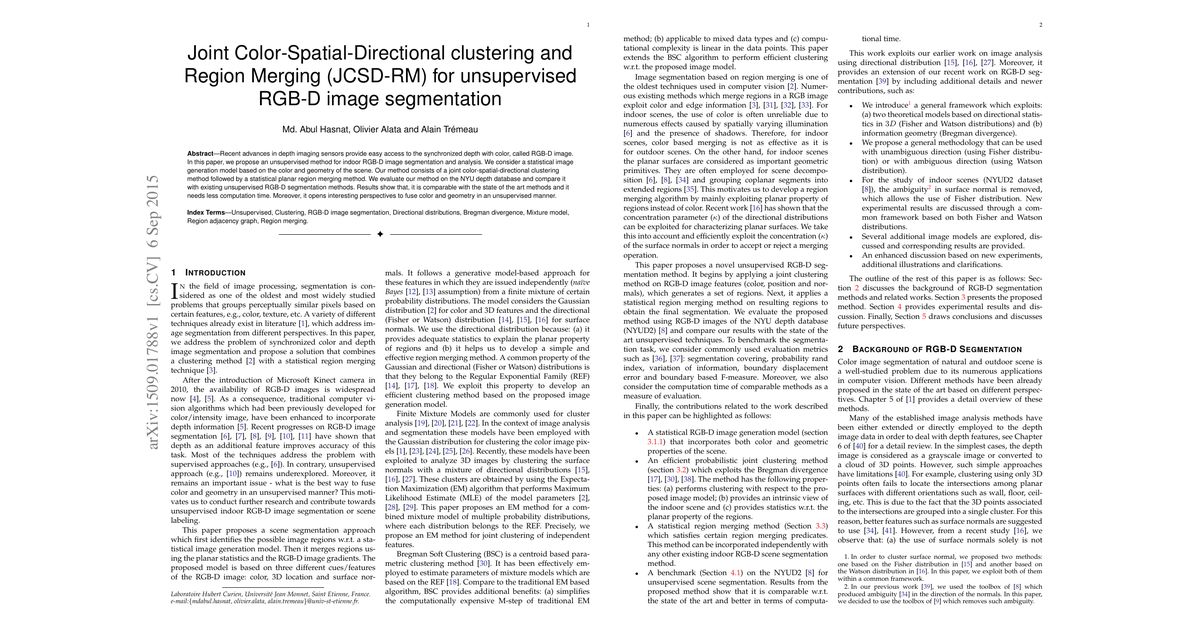 1
Joint Color-Spatial-Directional clustering and
Region Merging (JCSD-RM) for unsupervised
RGB-D image segmentation
Md. Abul Hasnat, Olivier Alata and Alain Trémeau
Abstract—Recent advances in depth imaging sensors provide easy access to the synchronized depth with color, called RGB-D image.
In this paper, we propose an unsupervised method for indoor RGB-D image segmentation and analysis. We consider a statistical image
generation model based on the color and geometry of the scene. Our method consists of a joint color-spatial-directional clustering
method followed by a statistical planar region merging method. We evaluate our method on the NYU depth database and compare it
with existing unsupervised RGB-D segmentation methods. Results show that, it is comparable with the state of the art methods and it
needs less computation time. Moreover, it opens interesting perspectives to fuse color and geometry in an unsupervised manner.
Index Terms—Unsupervised, Clustering, RGB-D image segmentation, Directional distributions, Bregman divergence, Mixture model,
Region adjacency graph, Region merging.
arXiv:1509.01788v1 [cs.CV] 6 Sep 2015
1 INTRODUCTION
IN the field of image processing, segmentation is con-
sidered as one of the oldest and most widely studied
problems that groups perceptually similar pixels based on
certain features, e.g., color, texture, etc. A variety of different
techniques already exist in literature [1], which address im-
age segmentation from different perspectives. In this paper,
we address the problem of synchronized color and depth
image segmentation and propose a solution that combines
a clustering method [2] with a statistical region merging
technique [3].
After the introduction of Microsoft Kinect camera in
2010, the availability of RGB-D images is widespread
now [4], [5]. As a consequence, traditional computer vi-
sion algorithms which had been previously developed for
color/intensity image, have been enhanced to incorporate
depth information [5]. Recent progresses on RGB-D image
segmentation [6], [7], [8], [9], [10], [11] have shown that
depth as an additional feature improves accuracy of this
task. Most of the techniques address the problem with
supervised approaches (e.g., [6]). In contrary, unsupervised
approach (e.g., [10]) remains underexplored. Moreover, it
remains an important issue - what is the best way to fuse
color and geometry in an unsupervised manner? This moti-
vates us to conduct further research and contribute towards
unsupervised indoor RGB-D image segmentation or scene
labeling.
This paper proposes a scene segmentation approach
which first identifies the possible image regions w.r.t. a sta-
tistical image generation model. Then it merges regions us-
ing the planar statistics and the RGB-D image gradients. The
proposed model is based on three different cues/features
of the RGB-D image: color, 3D location and surface nor-
Laboratoire Hubert Curien, Université Jean Monnet, Saint Etienne, France.
e-mail:{mdabul.hasnat, olivier.alata, alain.tremeau}@univ-st-etienne.fr.
mals. It follows a generative model-based approach for
these features in which they are issued independently (naïve
Bayes [12], [13] assumption) from a finite mixture of certain
probability distributions. The model considers the Gaussian
distribution [2] for color and 3D features and the directional
(Fisher or Watson) distribution [14], [15], [16] for surface
normals. We use the directional distribution because: (a) it
provides adequate statistics to explain the planar property
of regions and (b) it helps us to develop a simple and
effective region merging method. A common property of the
Gaussian and directional (Fisher or Watson) distributions is
that they belong to the Regular Exponential Family (REF)
[14], [17], [18]. We exploit this property to develop an
efficient clustering method based on the proposed image
generation model.
Finite Mixture Models are commonly used for cluster
analysis [19], [20], [21], [22]. In the context of image analysis
and segmentation these models have been employed with
the Gaussian distribution for clustering the color image pix-
els [1], [23], [24], [25], [26]. Recently, these models have been
exploited to analyze 3D images by clustering the surface
normals with a mixture of directional distributions [15],
[16], [27]. These clusters are obtained by using the Expecta-
tion Maximization (EM) algorithm that performs Maximum
Likelihood Estimate (MLE) of the model parameters [2],
[28], [29]. This paper proposes an EM method for a com-
bined mixture model of multiple probability distributions,
where each distribution belongs to the REF. Precisely, we
propose an EM method for joint clustering of independent
features.
Bregman Soft Clustering (BSC) is a centroid based para-
metric clustering method [30]. It has been effectively em-
ployed to estimate parameters of mixture models which are
based on the REF [18]. Compare to the traditional EM based
algorithm, BSC provides additional benefits: (a) simplifies
the computationally expensive M-step of traditional EM
2
method; (b) applicable to mixed data types and (c) compu-
tational complexity is linear in the data points. This paper
extends the BSC algorithm to perform efficient clustering
w.r.t. the proposed image model.
Image segmentation based on region merging is one of
the oldest techniques used in computer vision [2]. Numer-
ous existing methods which merge regions in a RGB image
exploit color and edge information [3], [31], [32], [33]. For
indoor scenes, the use of color is often unreliable due to
numerous effects caused by spatially varying illumination
[6] and the presence of shadows. Therefore, for indoor
scenes, color based merging is not as effective as it is
for outdoor scenes. On the other hand, for indoor scenes
the planar surfaces are considered as important geometric
primitives. They are often employed for scene decompo-
sition [6], [8], [34] and grouping coplanar segments into
extended regions [35]. This motivates us to develop a region
merging algorithm by mainly exploiting planar property of
regions instead of color. Recent work [16] has shown that the
concentration parameter (κ) of the directional distributions
can be exploited for characterizing planar surfaces. We take
this into account and efficiently exploit the concentration (κ)
of the surface normals in order to accept or reject a merging
operation.
This paper proposes a novel unsupervised RGB-D seg-
mentation method. It begins by applying a joint clustering
method on RGB-D image features (color, position and nor-
mals), which generates a set of regions. Next, it applies a
statistical region merging method on resulting regions to
obtain the final segmentation. We evaluate the proposed
method using RGB-D images of the NYU depth database
(NYUD2) [8] and compare our results with the state of the
art unsupervised methods. To benchmark the segmenta-
tion task, we consider commonly used evaluation metrics
such as [36], [37]: segmentation covering, probability rand
index, variation of information, boundary displacement
error and boundary based F-measure. Moreover, we also
consider the computation time of comparable methods as a
measure of evaluation.
Finally, the contributions related to the work described
in this paper can be highlighted as follows:
• A statistical RGB-D image generation model (section
3.1.1) that incorporates both color and geometric
properties of the scene.
• An efficient probabilistic joint clustering method
(section 3.2) which exploits the Bregman divergence
[17], [30], [38]. The method has the following proper-
ties: (a) performs clustering with respect to the pro-
posed image model; (b) provides an intrinsic view of
the indoor scene and (c) provides statistics w.r.t. the
planar property of the regions.
• A statistical region merging method (Section 3.3)
which satisfies certain region merging predicates.
This method can be incorporated independently with
any other existing indoor RGB-D scene segmentation
method.
• A benchmark (Section 4.1) on the NYUD2 [8] for
unsupervised scene segmentation. Results from the
proposed method show that it is comparable w.r.t.
the state of the art and better in terms of computa-
tional time.
This work exploits our earlier work on image analysis
using directional distribution [15], [16], [27]. Moreover, it
provides an extension of our recent work on RGB-D seg-
mentation [39] by including additional details and newer
contributions, such as:
• We introduce1 a general framework which exploits:
(a) two theoretical models based on directional statis-
tics in 3D (Fisher and Watson distributions) and (b)
information geometry (Bregman divergence).
• We propose a general methodology that can be used
with unambiguous direction (using Fisher distribu-
tion) or with ambiguous direction (using Watson
distribution).
• For the study of indoor scenes (NYUD2 dataset
[8]), the ambiguity2 in surface normal is removed,
which allows the use of Fisher distribution. New
experimental results are discussed through a com-
mon framework based on both Fisher and Watson
distributions.
• Several additional image models are explored, dis-
cussed and corresponding results are provided.
• An enhanced discussion based on new experiments,
additional illustrations and clarifications.
The outline of the rest of this paper is as follows: Sec-
tion 2 discusses the background of RGB-D segmentation
methods and related works. Section 3 presents the proposed
method. Section 4 provides experimental results and dis-
cussion. Finally, Section 5 draws conclusions and discusses
future perspectives.
2 BACKGROUND OF RGB-D SEGMENTATION
Color image segmentation of natural and outdoor scene is
a well-studied problem due to its numerous applications
in computer vision. Different methods have been already
proposed in the state of the art based on different perspec-
tives. Chapter 5 of [1] provide a detail overview of these
methods.
Many of the established image analysis methods have
been either extended or directly employed to the depth
image data in order to deal with depth features, see Chapter
6 of [40] for a detail review. In the simplest cases, the depth
image is considered as a grayscale image or converted to
a cloud of 3D points. However, such simple approaches
have limitations [40]. For example, clustering using only 3D
points often fails to locate the intersections among planar
surfaces with different orientations such as wall, floor, ceil-
ing, etc. This is due to the fact that the 3D points associated
to the intersections are grouped into a single cluster. For this
reason, better features such as surface normals are suggested
to use [34], [41]. However, from a recent study [16], we
observe that: (a) the use of surface normals solely is not
1. In order to cluster surface normal, we proposed two methods:
one based on the Fisher distribution in [15] and another based on
the Watson distribution in [16]. In this paper, we exploit both of them
within a common framework.
2. In our previous work [39], we used the toolbox of [8] which
produced ambiguity [34] in the direction of the normals. In this paper,
we decided to use the toolbox of [9] which removes such ambiguity.